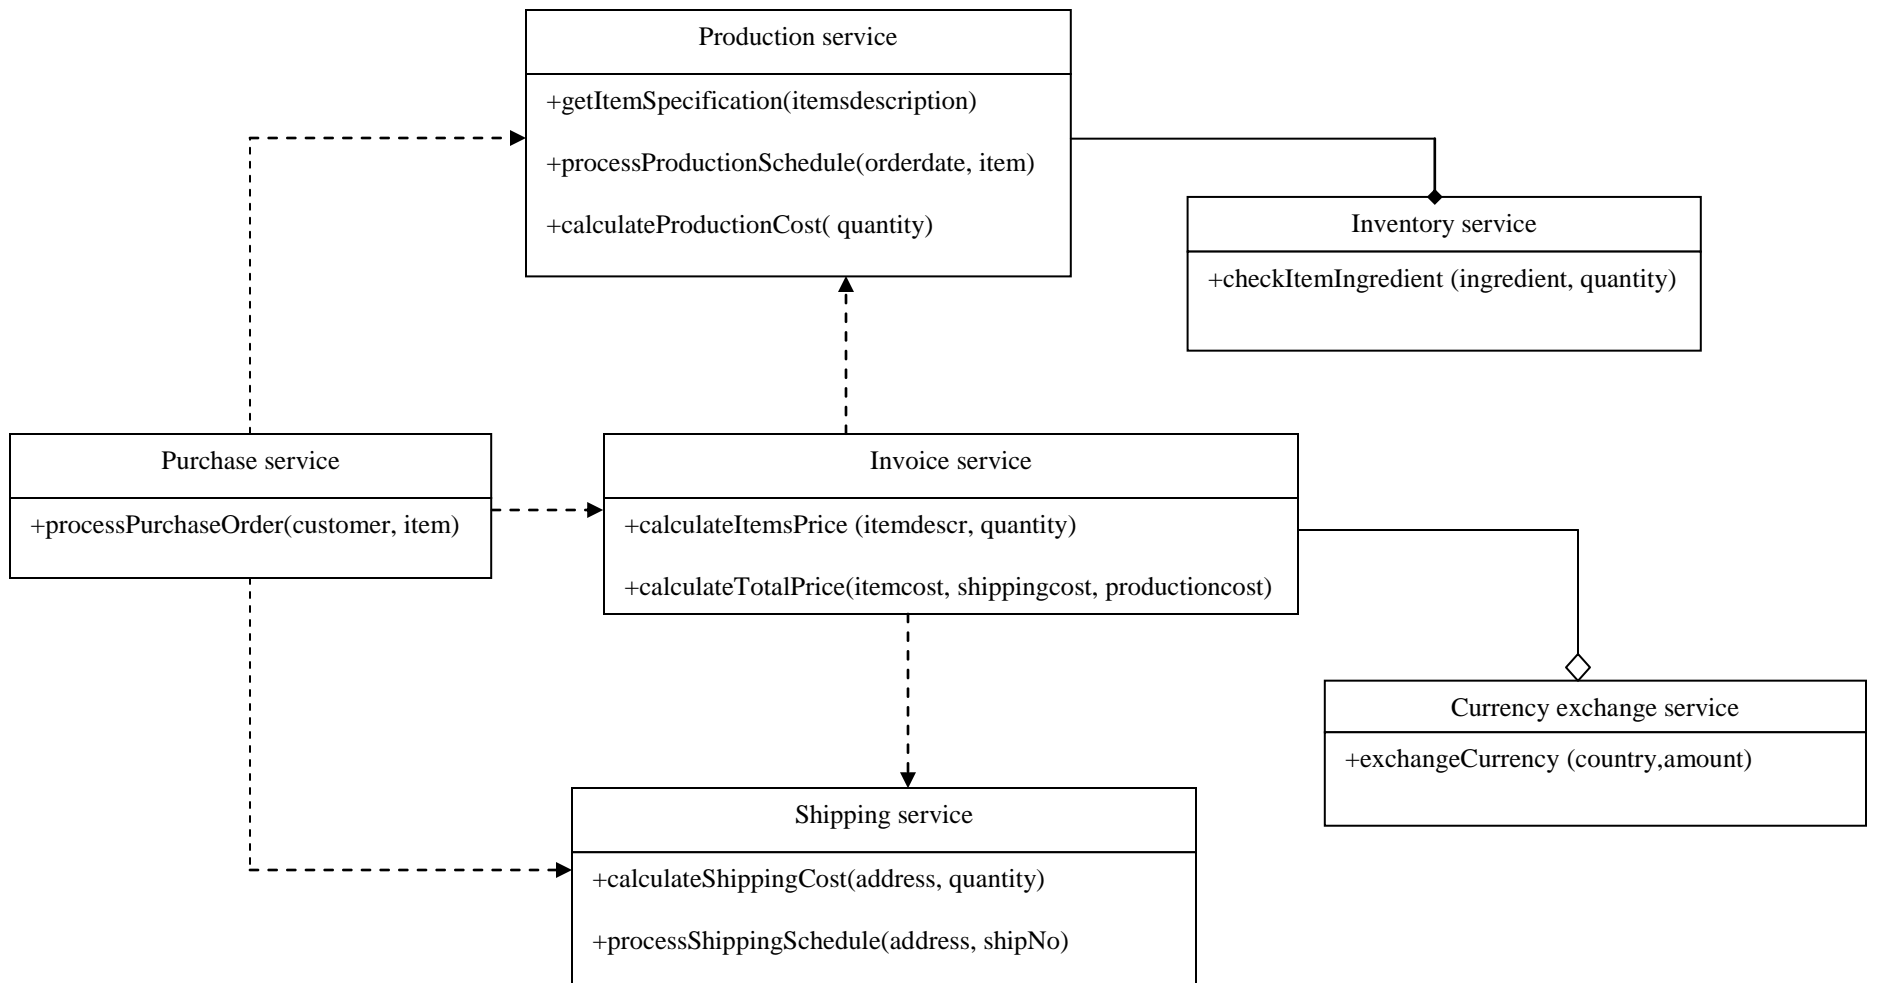 Production service
+getItemSpecification(itemsdescription)
+processProductionSchedule(orderdate, item)
+calculateProductionCost( quantity)
Inventory service
+checkItemIngredient (ingredient, quantity)
Purchase service
+processPurchaseOrder(customer, item)
Invoice service
+calculateItemsPrice (itemdescr, quantity)
+calculateTotalPrice(itemcost, shippingcost, productioncost)
Currency exchange service
+exchangeCurrency (country,amount)
Shipping service
+calculateShippingCost(address, quantity)
+processShippingSchedule(address, shipNo)